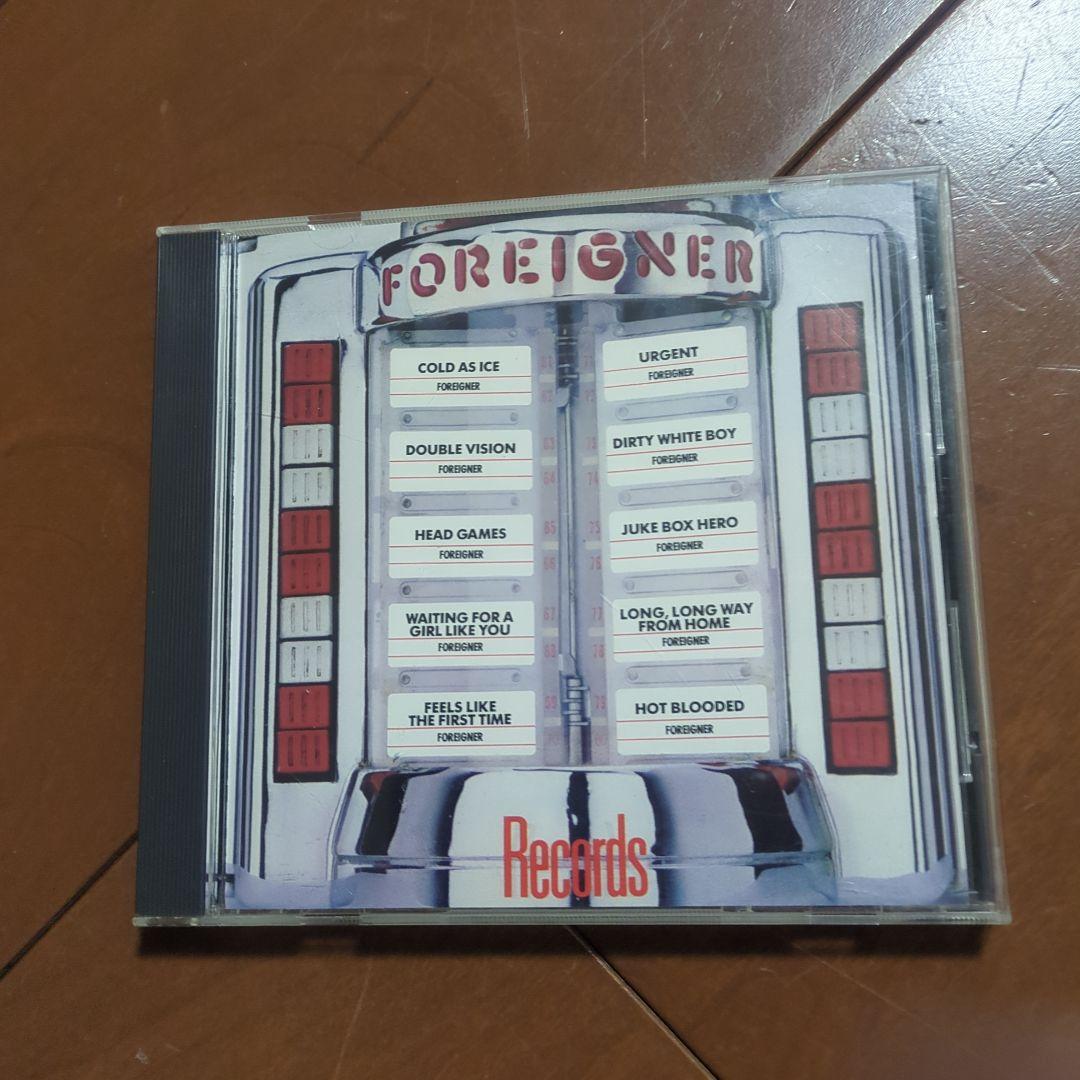 FOREIGNER
COLD AS ICE
FOREIGNER
DOUBLE VISION
FOREIGNER
HEAD GAMES
FOREIGNER
WAITING FOR A
GIRL LIKE YOU
FOREIGNER
FEELS LIKE
THE FIRST TIME
FOREIGNER
URGENT
FOREIGNER
DIRTY WHITE BOY
FOREIGNER
JUKE BOX HERO
FOREIGNER
LONG, LONG WAY
FROM HOME
FOREIGNER
HOT BLOODED
FOREIGNER
Records